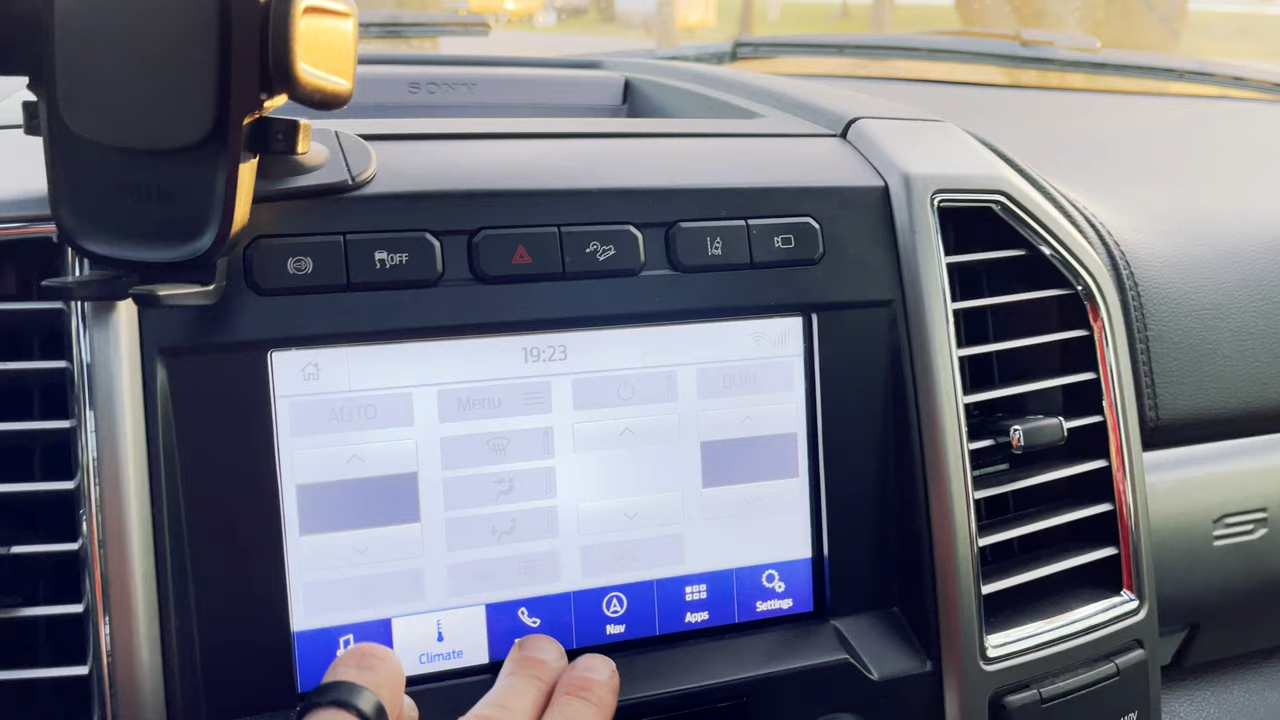 SONY
OFF
19:23
AUTO
Menu
DUAL
Climate
Nav
Apps
Settings